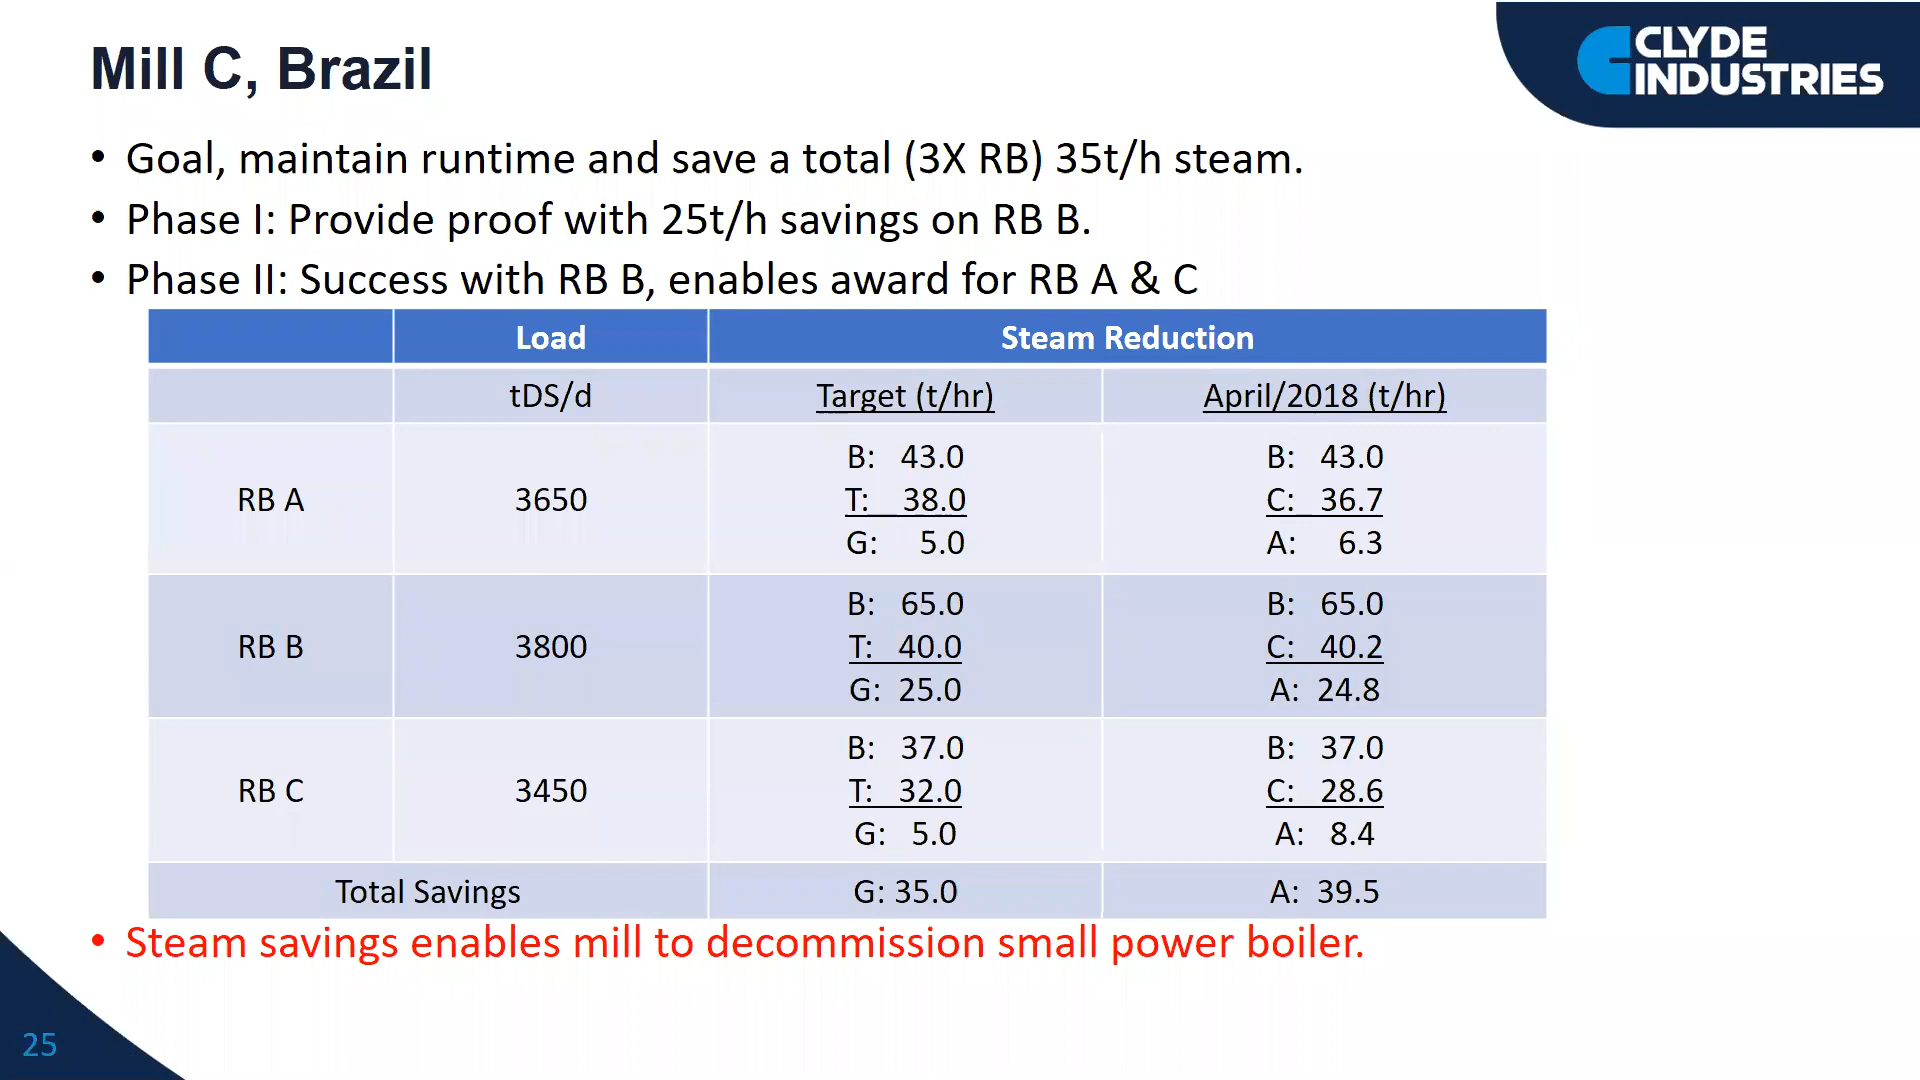 Mill C, Brazil
CLYDE
INDUSTRIES
• Goal, maintain runtime and save a total (3X RB) 35t/h steam.
• Phase I: Provide proof with 25t/h savings on RB B.
• Phase II: Success with RB B, enables award for RB A & C
Load Steam Reduction
tDS/d Target (t/hr) April/2018 (t/hr)
B: 43.0 B: 43.0
RB A 3650 T: 38.0 C: 36.7
G: 5.0 A: 6.3
B: 65.0 B: 65.0
RB B 3800 T: 40.0 C: 40.2
G: 25.0 A: 24.8
B: 37.0 B: 37.0
RB C 3450 T: 32.0 C: 28.6
G: 5.0 A: 8.4
Total Savings G: 35.0 A: 39.5
• Steam savings enables mill to decommission small power boiler.
25